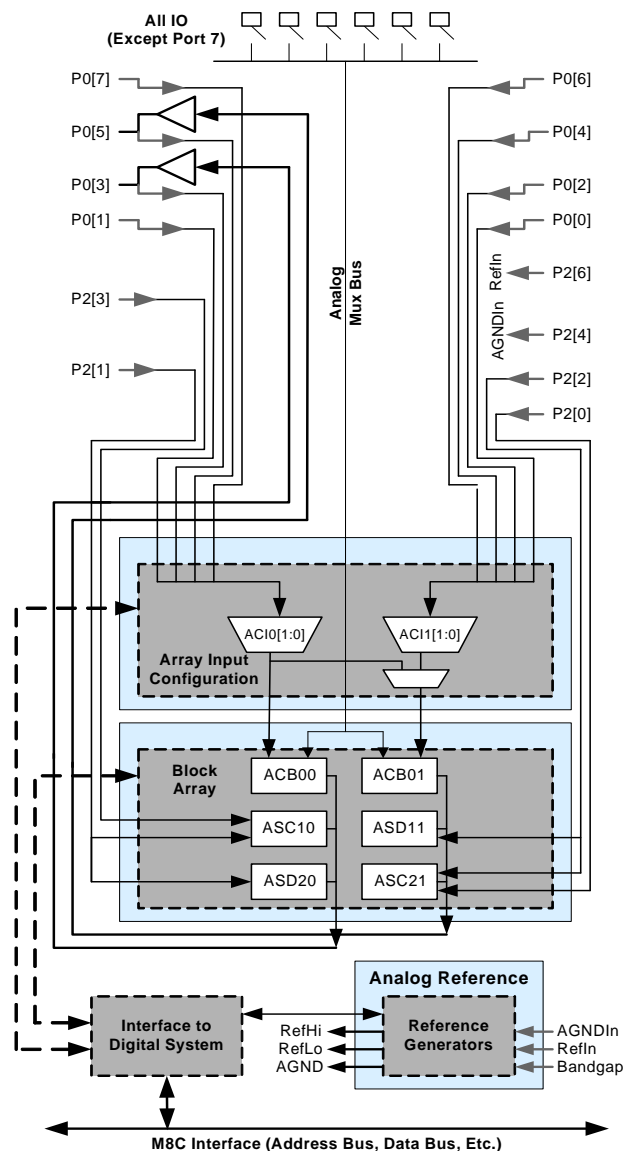 All IO
(Except Port 7)
P0[7]
P0[6]
P0[5]
P0[4]
P0[3]
P0[2]
P0[1]
P0[0]
Analog
Mux Bus
AGNDIn RefIn
P2[6]
P2[3]
P2[4]
P2[1]
P2[2]
P2[0]
ACI0[1:0]
ACI1[1:0]
Array Input
Configuration
Block
Array
ACB00
ACB01
ASC10
ASD11
ASD20
ASC21
Analog Reference
Interface to
Digital System
RefHi
RefLo
AGND
Reference
Generators
AGNDIn
RefIn
Bandgap
M8C Interface (Address Bus, Data Bus, Etc.)